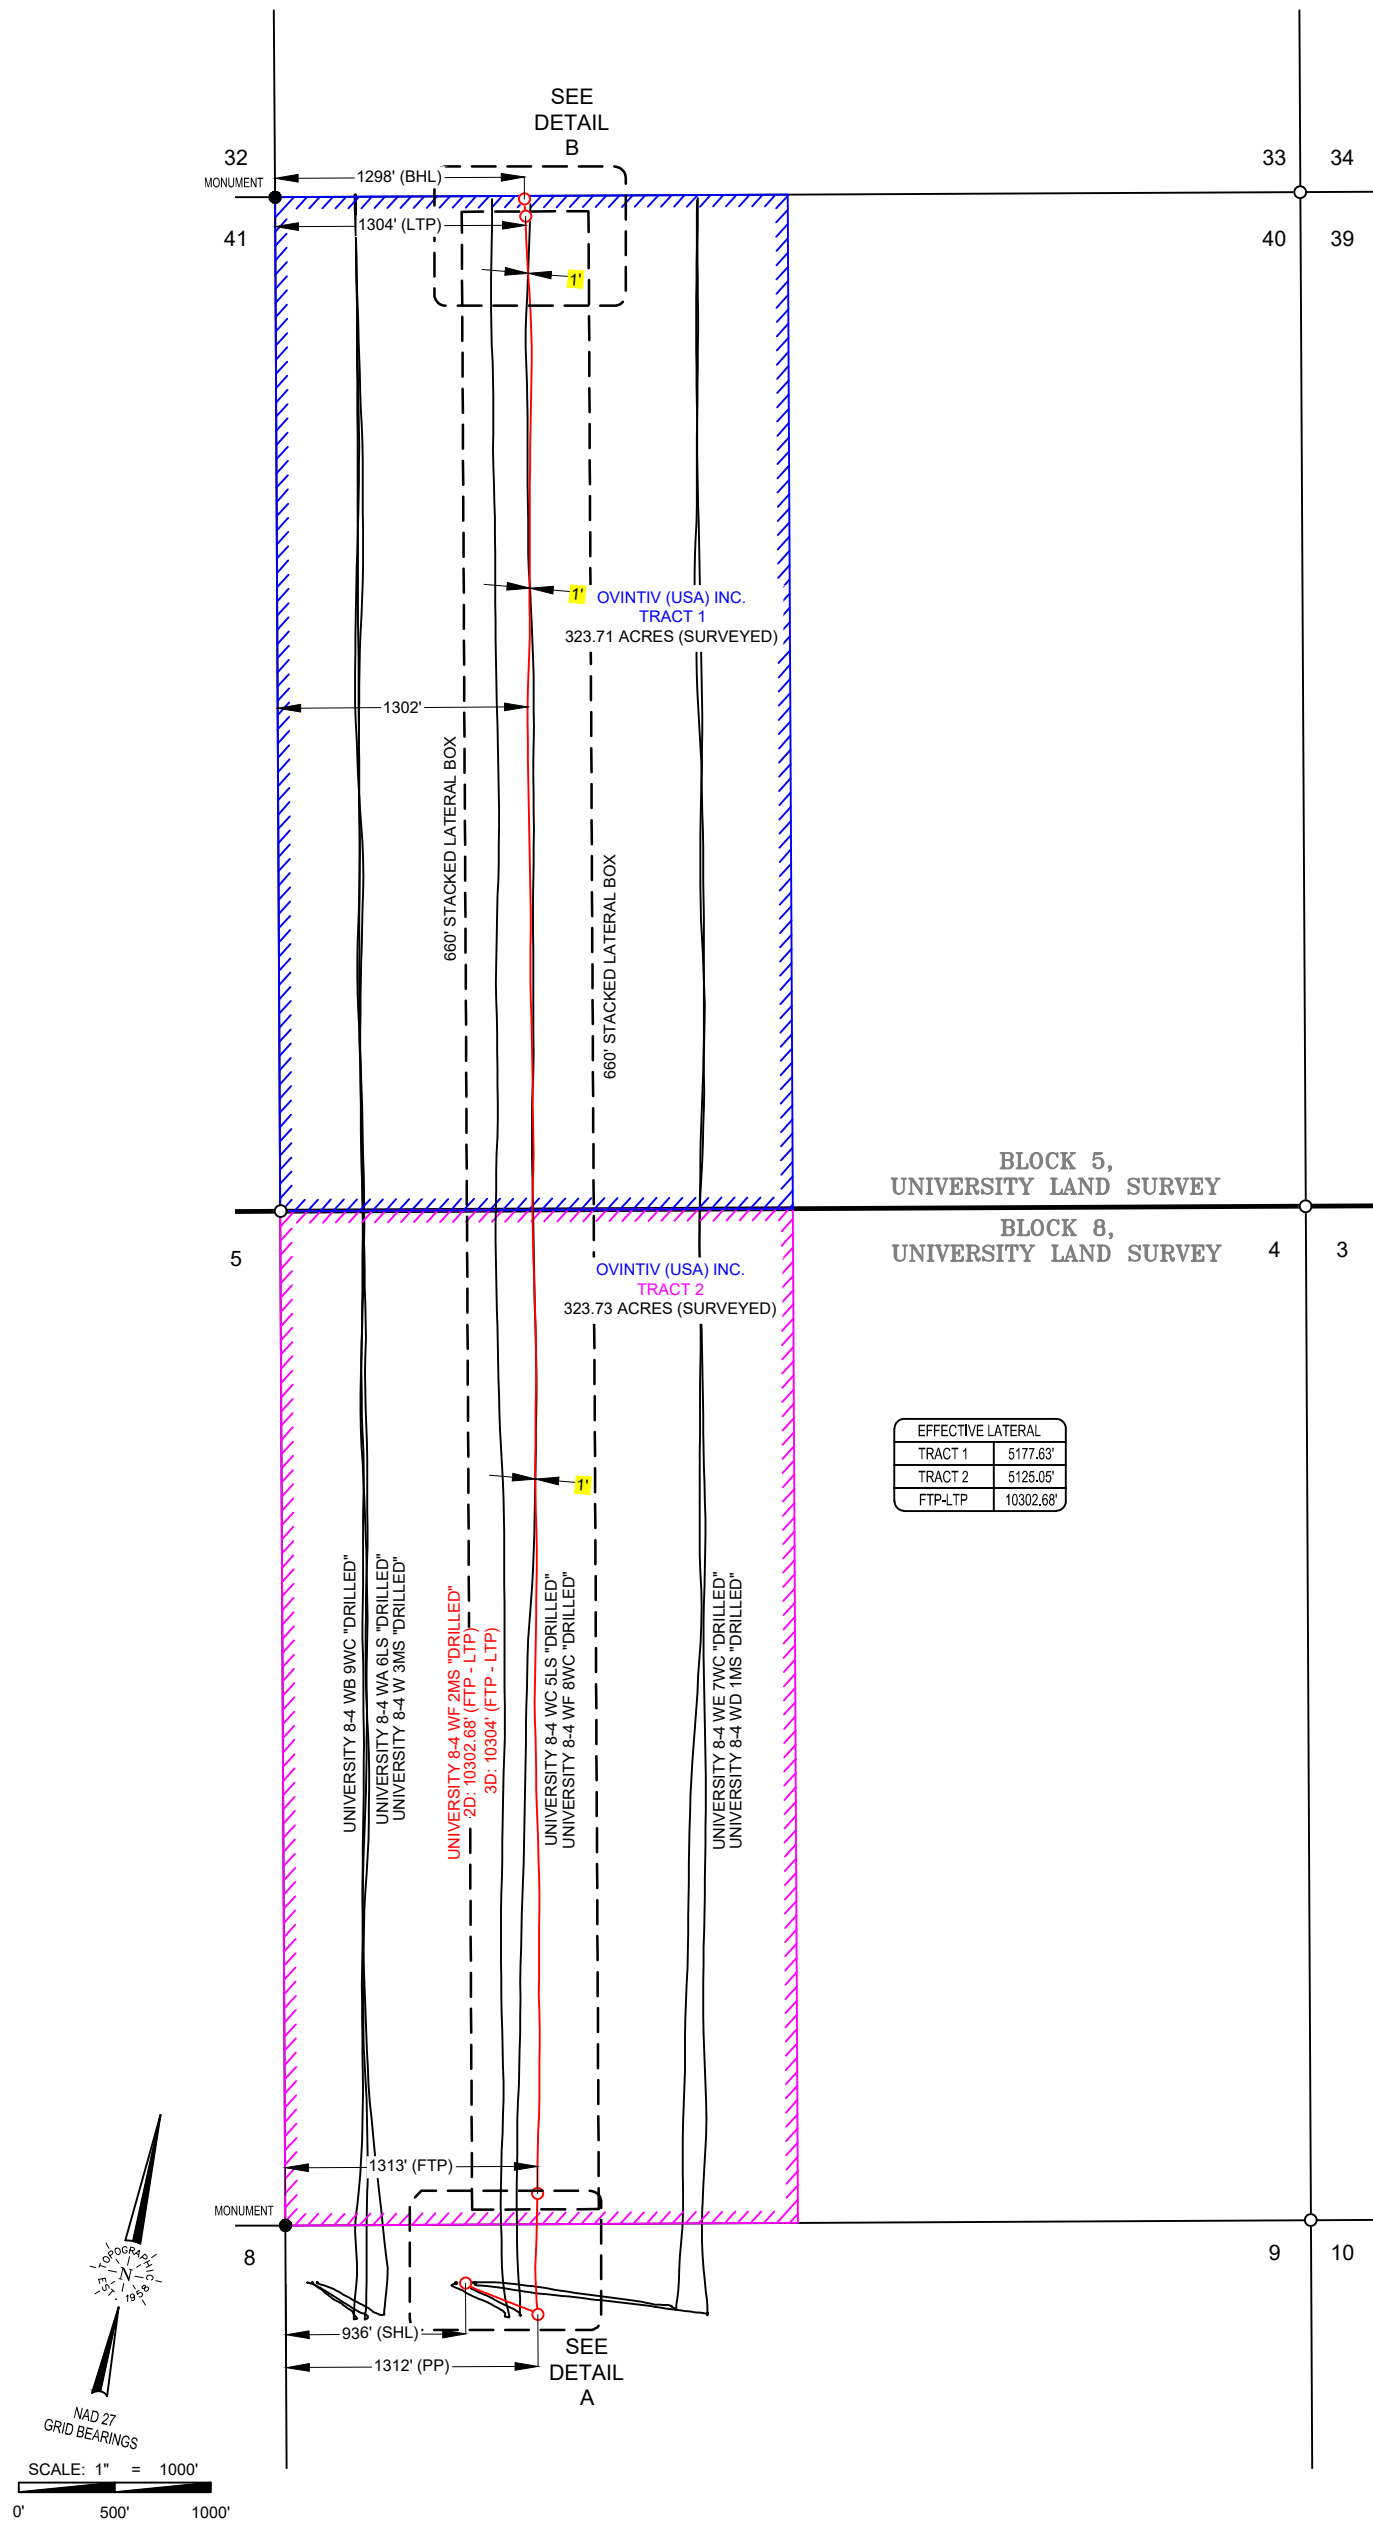 SEE
DETAIL
B
32
33
34
MONUMENT
1298' (BHL)
1304' (LTP)
41
40
39
1'
1'
OVINTIV (USA) INC.
TRACT 1
323.71 ACRES (SURVEYED)
1302'
660' STACKED LATERAL BOX
660' STACKED LATERAL BOX
BLOCK 5,
UNIVERSITY LAND SURVEY
BLOCK 8,
UNIVERSITY LAND SURVEY
5
4
3
OVINTIV (USA) INC.
TRACT 2
323.73 ACRES (SURVEYED)
EFFECTIVE LATERAL
TRACT 1 5177.63'
TRACT 2 5125.05'
FTP-LTP 10302.68'
1'
UNIVERSITY 8-4 WB 9WC "DRILLED"
UNIVERSITY 8-4 WA 6LS "DRILLED"
UNIVERSITY 8-4 W 3MS "DRILLED"
UNIVERSITY 8-4 WF 2MS "DRILLED"
2D: 10302.68' (FTP - LTP)
3D: 10304' (FTP - LTP)
UNIVERSITY 8-4 WC 5LS "DRILLED"
UNIVERSITY 8-4 WF 8WC "DRILLED"
UNIVERSITY 8-4 WE 7WC "DRILLED"
UNIVERSITY 8-4 WD 1MS "DRILLED"
1313' (FTP)
MONUMENT
8
9
10
936' (SHL)
1312' (PP)
SEE
DETAIL
A
TOPOGRAPHIC
N
EST. 1958
NAD 27
GRID BEARINGS
SCALE: 1" = 1000'
0' 500' 1000'